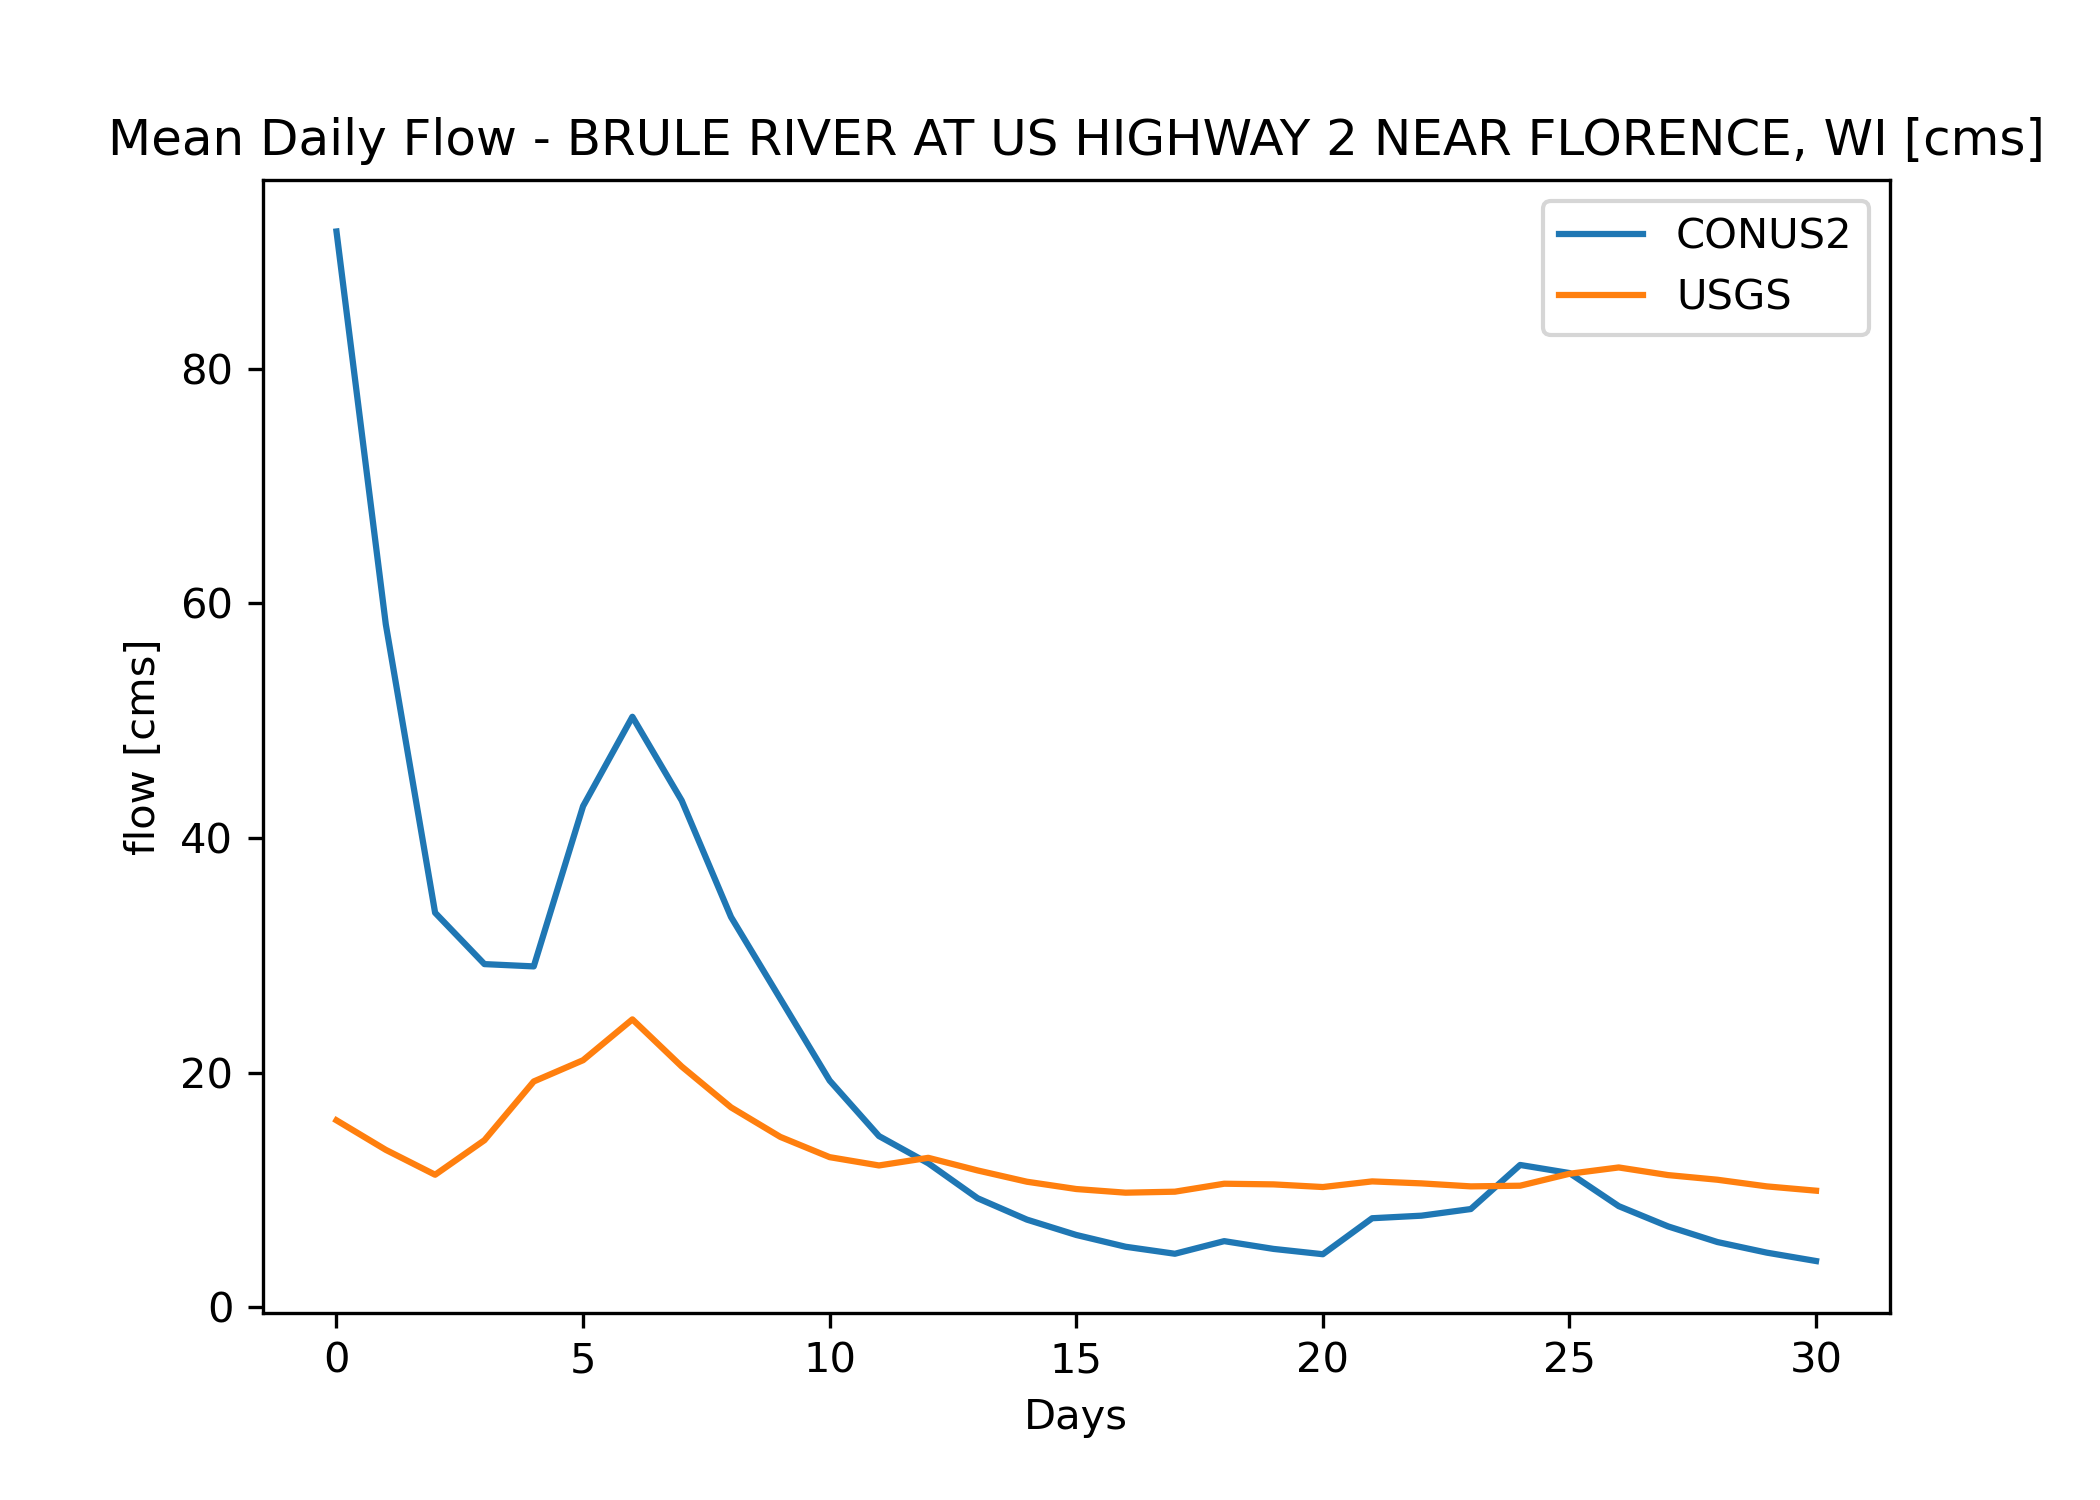 Mean Daily Flow - BRULE RIVER AT US HIGHWAY 2 NEAR FLORENCE, WI [cms]
CONUS2
USGS
flow [cms]
80
60
40
20
0
0 5 10 15 20 25 30
Days